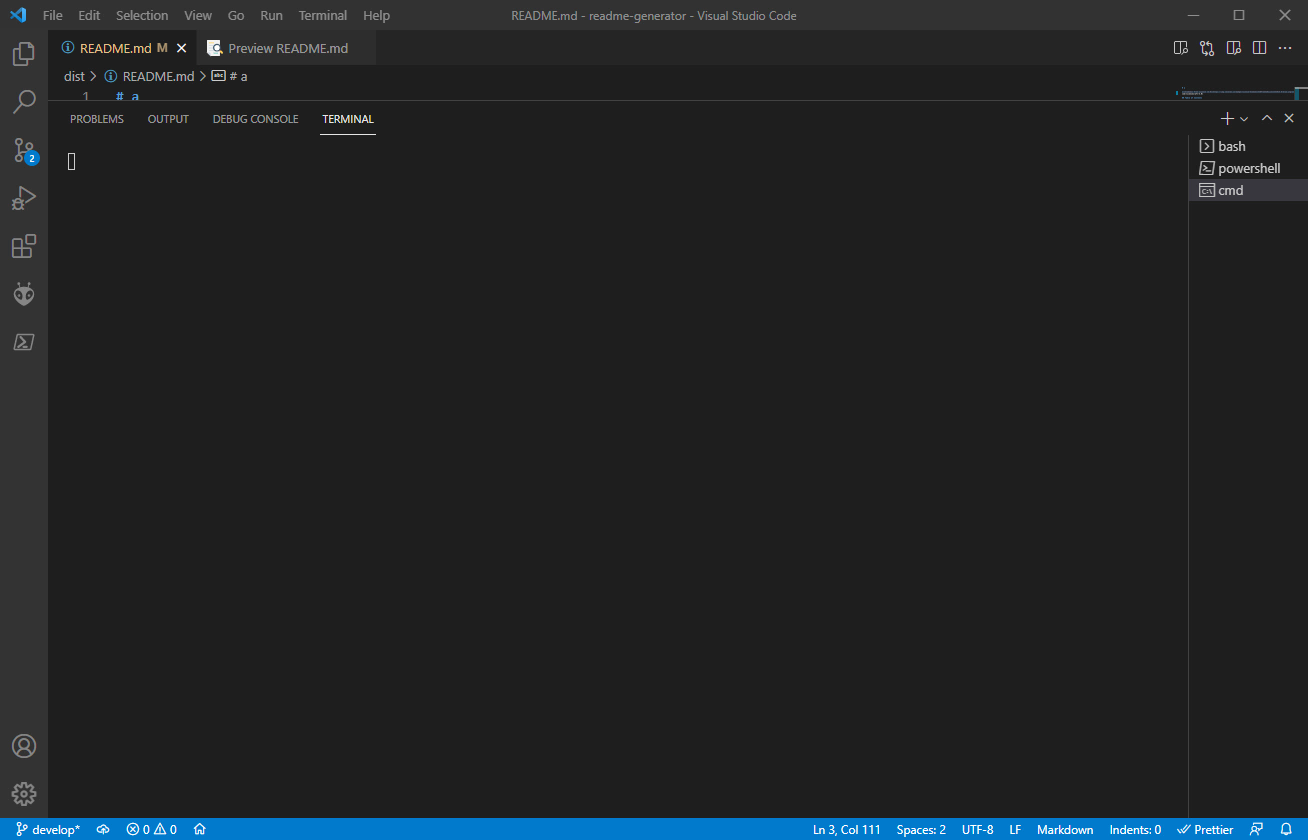 File Edit Selection View Go Run Terminal Help README.md - readme-generator - Visual Studio Code
README.md M Preview README.md
dist > README.md > # a
1 # a
PROBLEMS OUTPUT DEBUG CONSOLE TERMINAL
bash
powershell
cmd
2
develop* 0 0 Ln 3, Col 111 Spaces: 2 UTF-8 LF Markdown Indents: 0 Prettier